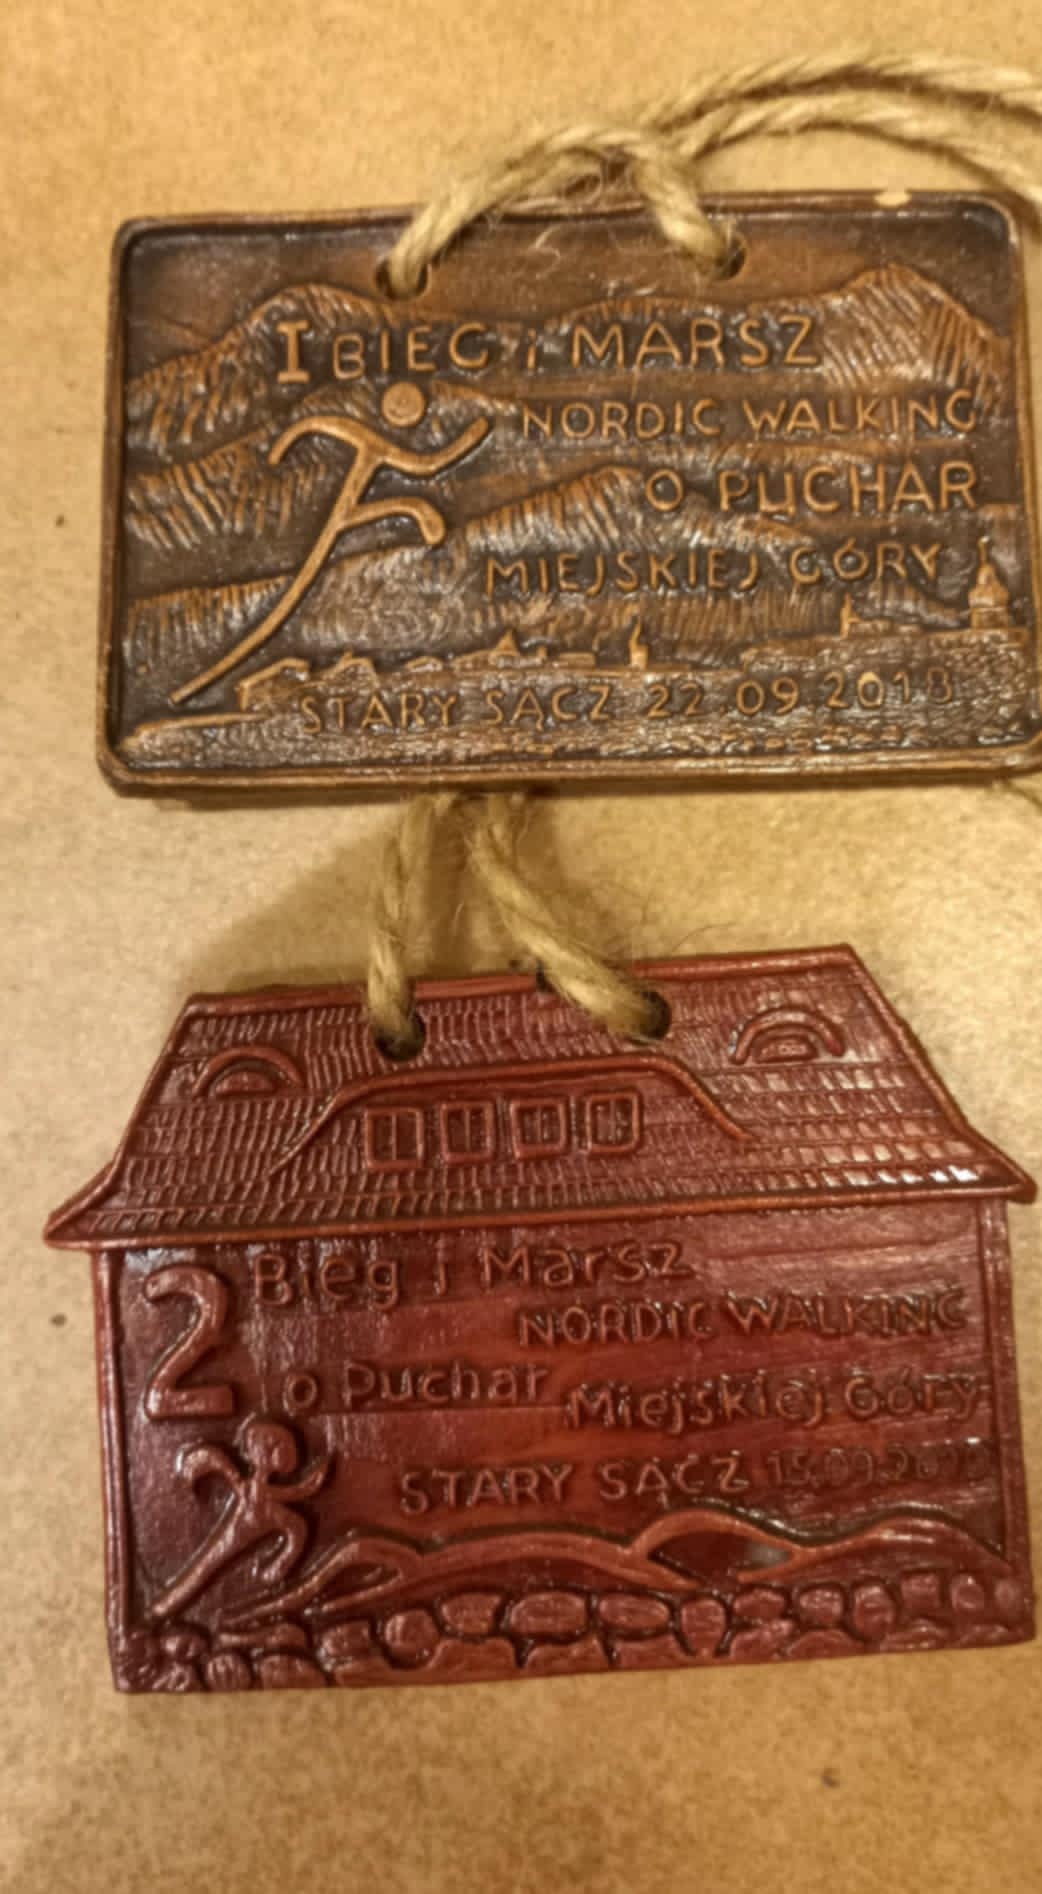 I BIEG i MARSZ
NORDIC WALKING
O PUCHAR
MIEJSKIEJ GÓRY
STARY SĄCZ 22.09.2018
2 Bieg i Marsz
NORDIC WALKING
o Puchar Miejskiej Góry
STARY SĄCZ